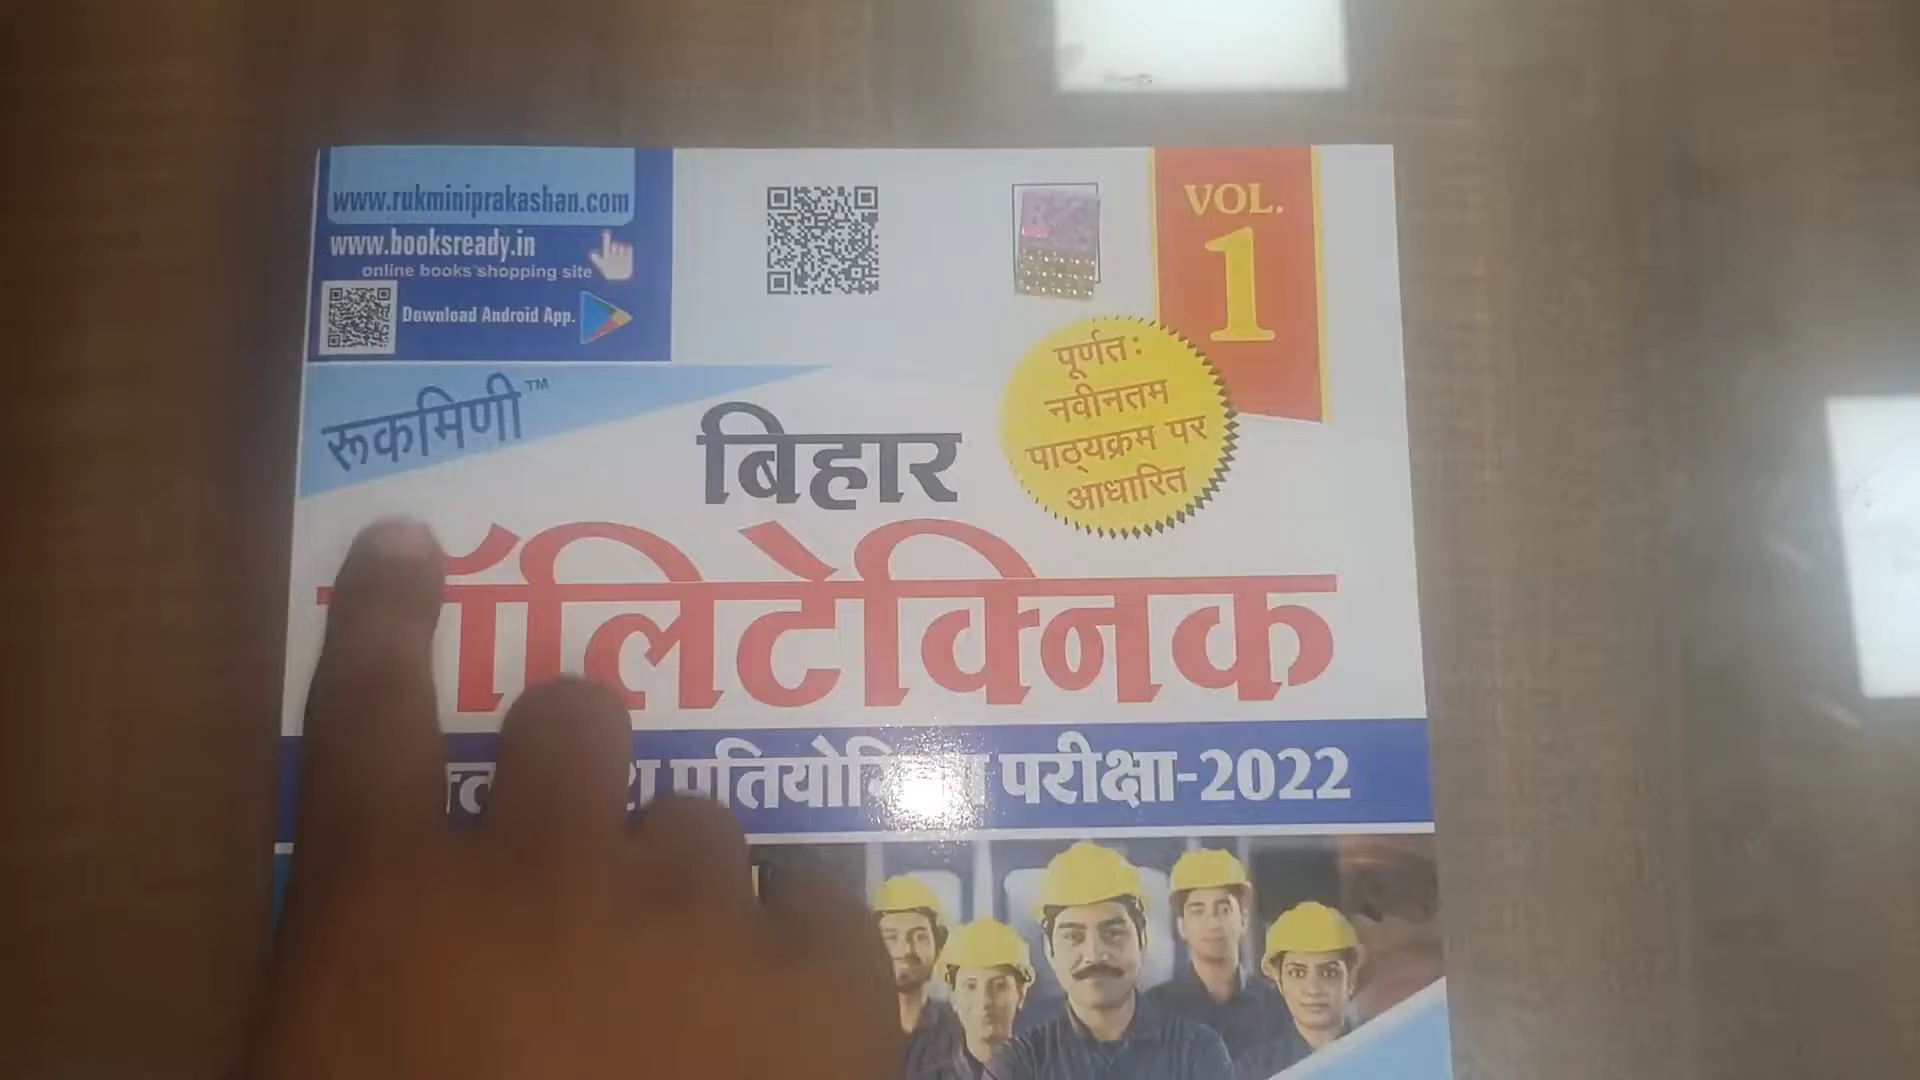 www.rukminiprakashan.com
www.booksready.in
online books shopping site
Download Android App.
VOL.
1
रूकमिणी™
पूर्णतः
नवीनतम
पाठ्यक्रम पर
आधारित
बिहार
परीक्षा-2022